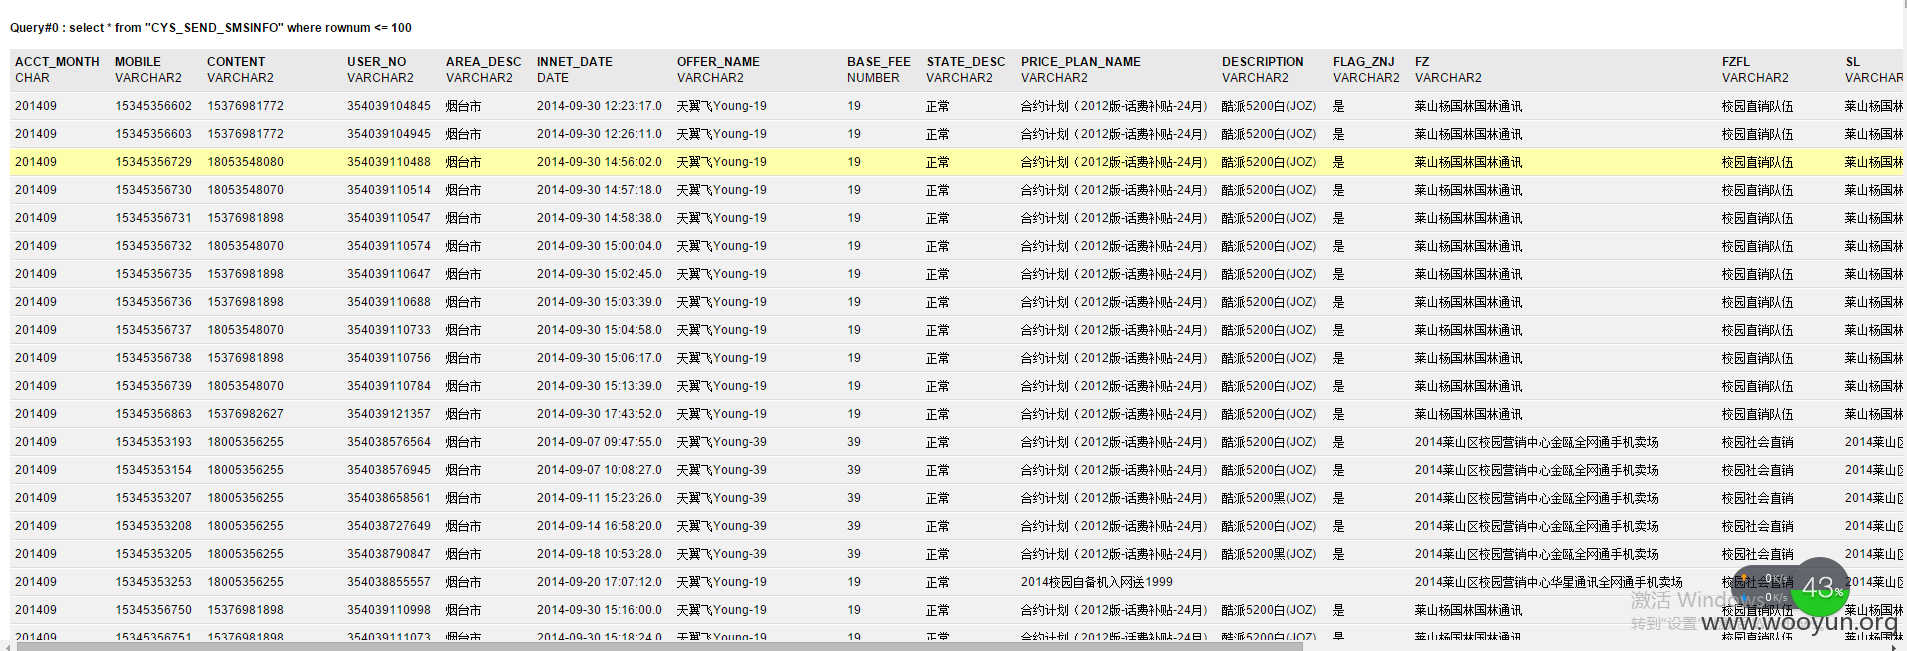 Query#0 : select * from "CYS_SEND_SMSINFO" where rownum <= 100
ACCT_MONTH MOBILE CONTENT USER_NO AREA_DESC INNET_DATE OFFER_NAME BASE_FEE STATE_DESC PRICE_PLAN_NAME DESCRIPTION FLAG_ZNJ FZ FZFL SL
CHAR VARCHAR2 VARCHAR2 VARCHAR2 VARCHAR2 DATE VARCHAR2 NUMBER VARCHAR2 VARCHAR2 VARCHAR2 VARCHAR2 VARCHAR2 VARCHAR2 VARCHAR
201409 15345356602 15376981772 354039104845 烟台市 2014-09-30 12:23:17.0 天翼飞Young-19 19 正常 合约计划（2012版-话费补贴-24月） 酷派5200白(JOZ) 是 莱山杨国林国林通讯 校园直销队伍 莱山杨国林
201409 15345356603 15376981772 354039104945 烟台市 2014-09-30 12:26:11.0 天翼飞Young-19 19 正常 合约计划（2012版-话费补贴-24月） 酷派5200白(JOZ) 是 莱山杨国林国林通讯 校园直销队伍 莱山杨国林
201409 15345356729 18053548080 354039110488 烟台市 2014-09-30 14:56:02.0 天翼飞Young-19 19 正常 合约计划（2012版-话费补贴-24月） 酷派5200白(JOZ) 是 莱山杨国林国林通讯 校园直销队伍 莱山杨国林
201409 15345356730 18053548070 354039110514 烟台市 2014-09-30 14:57:18.0 天翼飞Young-19 19 正常 合约计划（2012版-话费补贴-24月） 酷派5200白(JOZ) 是 莱山杨国林国林通讯 校园直销队伍 莱山杨国林
201409 15345356731 15376981898 354039110547 烟台市 2014-09-30 14:58:38.0 天翼飞Young-19 19 正常 合约计划（2012版-话费补贴-24月） 酷派5200白(JOZ) 是 莱山杨国林国林通讯 校园直销队伍 莱山杨国林
201409 15345356732 18053548070 354039110574 烟台市 2014-09-30 15:00:04.0 天翼飞Young-19 19 正常 合约计划（2012版-话费补贴-24月） 酷派5200白(JOZ) 是 莱山杨国林国林通讯 校园直销队伍 莱山杨国林
201409 15345356735 15376981898 354039110647 烟台市 2014-09-30 15:02:45.0 天翼飞Young-19 19 正常 合约计划（2012版-话费补贴-24月） 酷派5200白(JOZ) 是 莱山杨国林国林通讯 校园直销队伍 莱山杨国林
201409 15345356736 15376981898 354039110688 烟台市 2014-09-30 15:03:39.0 天翼飞Young-19 19 正常 合约计划（2012版-话费补贴-24月） 酷派5200白(JOZ) 是 莱山杨国林国林通讯 校园直销队伍 莱山杨国林
201409 15345356737 18053548070 354039110733 烟台市 2014-09-30 15:04:58.0 天翼飞Young-19 19 正常 合约计划（2012版-话费补贴-24月） 酷派5200白(JOZ) 是 莱山杨国林国林通讯 校园直销队伍 莱山杨国林
201409 15345356738 15376981898 354039110756 烟台市 2014-09-30 15:06:17.0 天翼飞Young-19 19 正常 合约计划（2012版-话费补贴-24月） 酷派5200白(JOZ) 是 莱山杨国林国林通讯 校园直销队伍 莱山杨国林
201409 15345356739 18053548070 354039110784 烟台市 2014-09-30 15:13:39.0 天翼飞Young-19 19 正常 合约计划（2012版-话费补贴-24月） 酷派5200白(JOZ) 是 莱山杨国林国林通讯 校园直销队伍 莱山杨国林
201409 15345356863 15376982627 354039121357 烟台市 2014-09-30 17:43:52.0 天翼飞Young-19 19 正常 合约计划（2012版-话费补贴-24月） 酷派5200白(JOZ) 是 莱山杨国林国林通讯 校园直销队伍 莱山杨国林
201409 15345353193 18005356255 354038576564 烟台市 2014-09-07 09:47:55.0 天翼飞Young-39 39 正常 合约计划（2012版-话费补贴-24月） 酷派5200白(JOZ) 是 2014莱山区校园营销中心金瓯全网通手机卖场 校园社会直销 2014莱山区
201409 15345353154 18005356255 354038576945 烟台市 2014-09-07 10:08:27.0 天翼飞Young-39 39 正常 合约计划（2012版-话费补贴-24月） 酷派5200白(JOZ) 是 2014莱山区校园营销中心金瓯全网通手机卖场 校园社会直销 2014莱山区
201409 15345353207 18005356255 354038658561 烟台市 2014-09-11 15:23:26.0 天翼飞Young-39 39 正常 合约计划（2012版-话费补贴-24月） 酷派5200黑(JOZ) 是 2014莱山区校园营销中心金瓯全网通手机卖场 校园社会直销 2014莱山区
201409 15345353208 18005356255 354038727649 烟台市 2014-09-14 16:58:20.0 天翼飞Young-39 39 正常 合约计划（2012版-话费补贴-24月） 酷派5200白(JOZ) 是 2014莱山区校园营销中心金瓯全网通手机卖场 校园社会直销 2014莱山区
201409 15345353205 18005356255 354038790847 烟台市 2014-09-18 10:53:28.0 天翼飞Young-39 39 正常 合约计划（2012版-话费补贴-24月） 酷派5200黑(JOZ) 是 2014莱山区校园营销中心金瓯全网通手机卖场 校园社会直销 2014莱山区
201409 15345353253 18005356255 354038855557 烟台市 2014-09-20 17:07:12.0 天翼飞Young-19 19 正常 2014校园自备机入网送1999 2014莱山区校园营销中心华星通讯全网通手机卖场 校园社会直销 2014莱山区
201409 15345356750 15376981898 354039110998 烟台市 2014-09-30 15:16:00.0 天翼飞Young-19 19 正常 合约计划（2012版-话费补贴-24月） 酷派5200白(JOZ) 是 莱山杨国林国林通讯 校园直销队伍 莱山杨国林
201409 15345356751 15376981898 354039111073 烟台市 2014-09-30 15:18:24.0 天翼飞Young-19 19 正常 合约计划（2012版-话费补贴-24月） 酷派5200白(JOZ) 是 莱山杨国林国林通讯 校园直销队伍 莱山杨国林
0K/s
0K/s
43%
激活 Windows
转到"设置"
www.wooyun.org